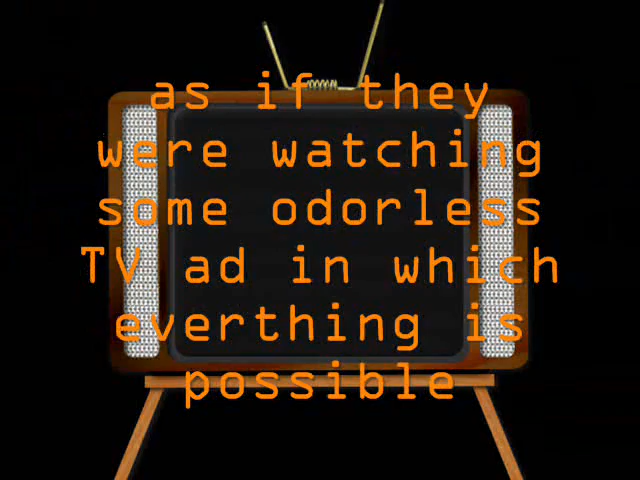 as if they
were watching
some odorless
TV ad in which
everthing is
possible